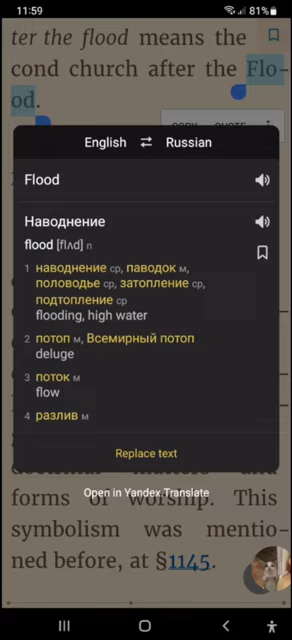 11:59
81%
ter the flood means the
cond church after the Flo-
od.
COPY QUOTE
English ⇄ Russian
Flood
Наводнение
flood [flʌd] n
1 наводнение ср, паводок м,
половодье ср, затопление ср,
подтопление ср
flooding, high water
2 потоп м, Всемирный потоп
deluge
3 поток м
flow
4 разлив м
Replace text
forms of worship. This
Open in Yandex.Translate
symbolism was mentio-
ned before, at §1145.